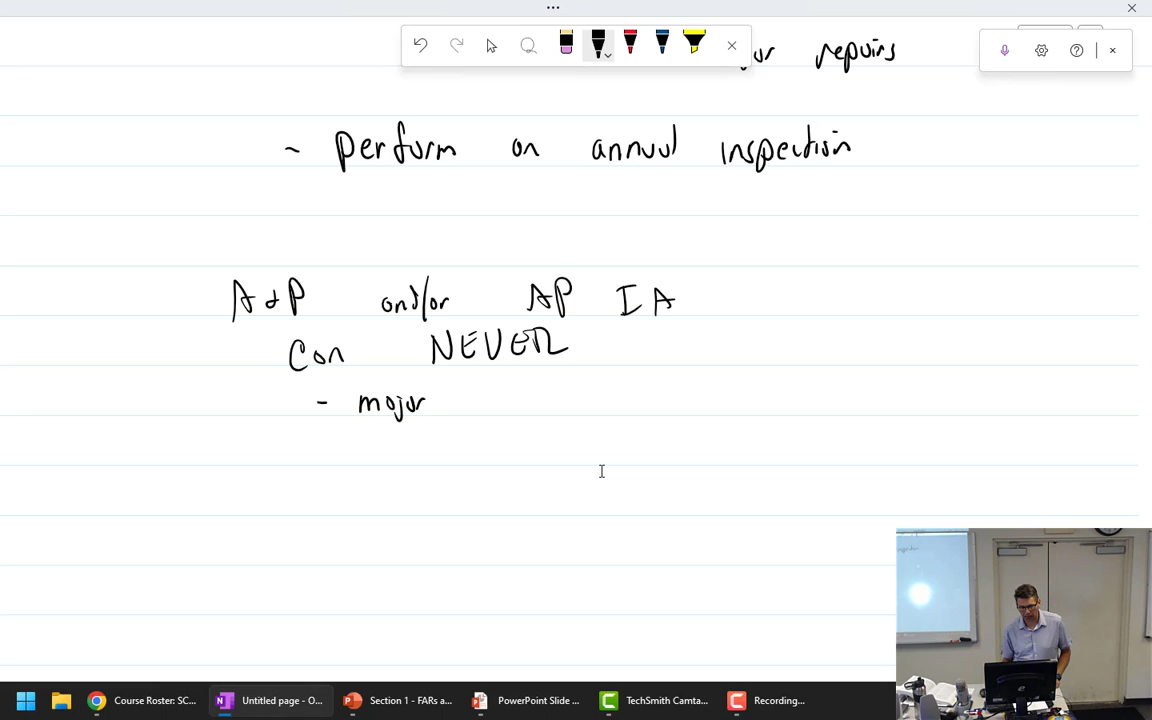 repairs
- perform an annual inspection
A & P and/or AP IA
Can NEVER
- major
Course Roster: SC...
Untitled page - O...
Section 1 - FARs a...
PowerPoint Slide ...
TechSmith Camta...
Recording...